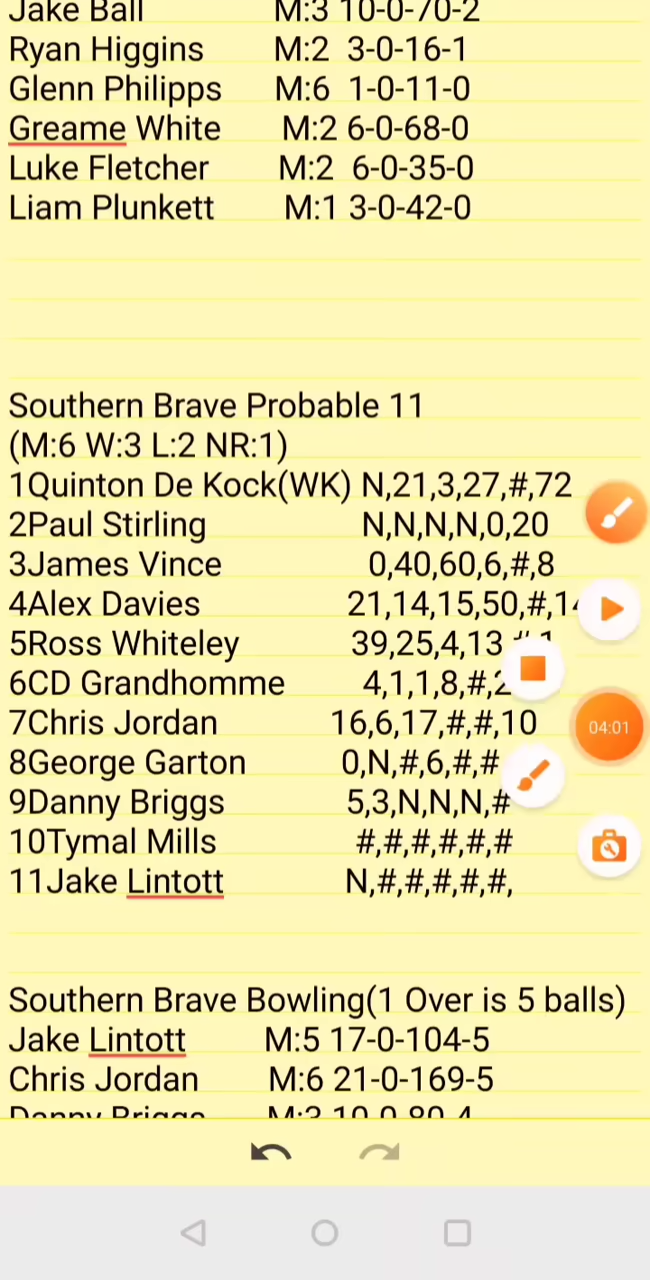 Jake Ball M:3 10-0-70-2
Ryan Higgins M:2 3-0-16-1
Glenn Philipps M:6 1-0-11-0
Greame White M:2 6-0-68-0
Luke Fletcher M:2 6-0-35-0
Liam Plunkett M:1 3-0-42-0
Southern Brave Probable 11
(M:6 W:3 L:2 NR:1)
1Quinton De Kock(WK) N,21,3,27,#,72
2Paul Stirling N,N,N,N,0,20
3James Vince 0,40,60,6,#,8
4Alex Davies 21,14,15,50,#,14
5Ross Whiteley 39,25,4,13
6CD Grandhomme 4,1,1,8,#,2
7Chris Jordan 16,6,17,#,#,10
04:01
8George Garton 0,N,#,6,#,#
9Danny Briggs 5,3,N,N,N,#
10Tymal Mills #,#,#,#,#,#
11Jake Lintott N,#,#,#,#,#,
Southern Brave Bowling(1 Over is 5 balls)
Jake Lintott M:5 17-0-104-5
Chris Jordan M:6 21-0-169-5
Danny Briggs